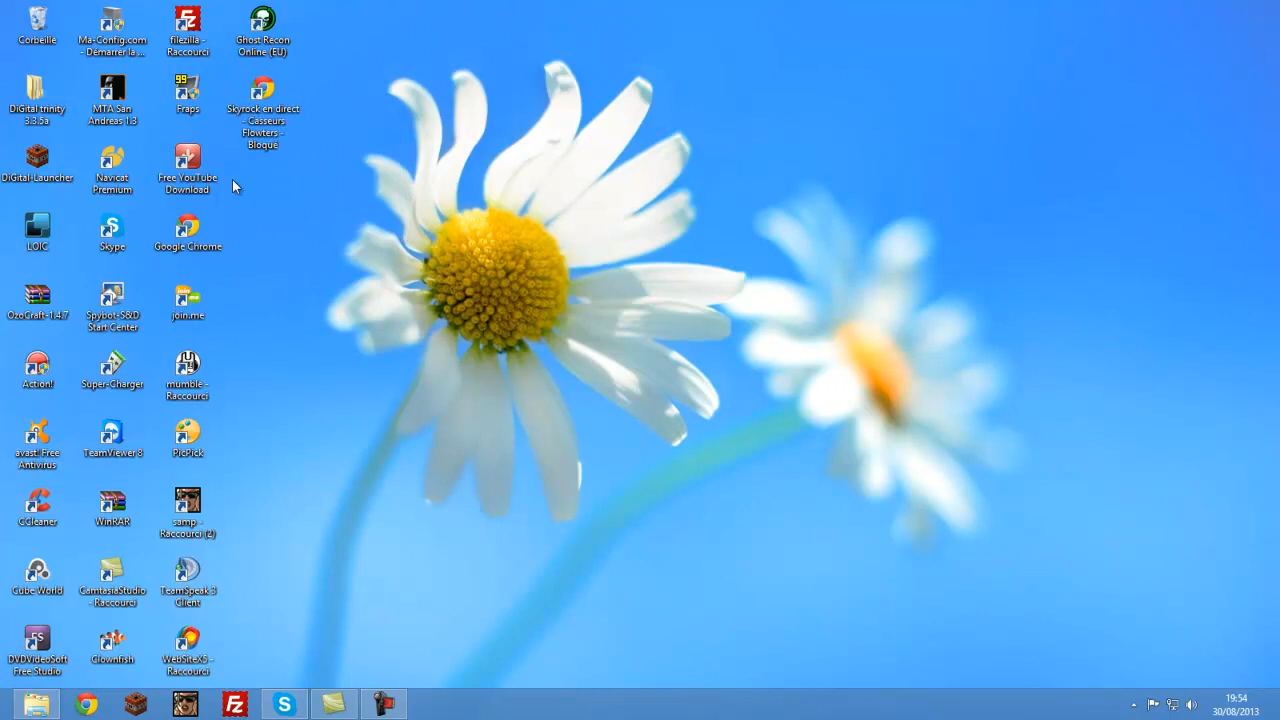 Corbeille
Ma-Config.com
- Démarrer la ...
filezilla -
Raccourci
Ghost Recon
Online (EU)
DiGital trinity
3.3.5a
MTA San
Andreas 1.3
99
Fraps
Skyrock en direct
- Casseurs
Flowters -
Bloque
DiGital-Launcher
Navicat
Premium
Free YouTube
Download
LOIC
Skype
Google Chrome
OzoCraft-1.4.7
Spybot-S&D
Start Center
join.me
Action!
Super-Charger
mumble -
Raccourci
avast! Free
Antivirus
TeamViewer 8
PicPick
CCleaner
WinRAR
samp -
Raccourci (2)
Cube World
CamtasiaStudio
- Raccourci
TeamSpeak 3
Client
FS
DVDVideoSoft
Free Studio
Clownfish
WebSiteX5 -
Raccourci
19:54
30/08/2013